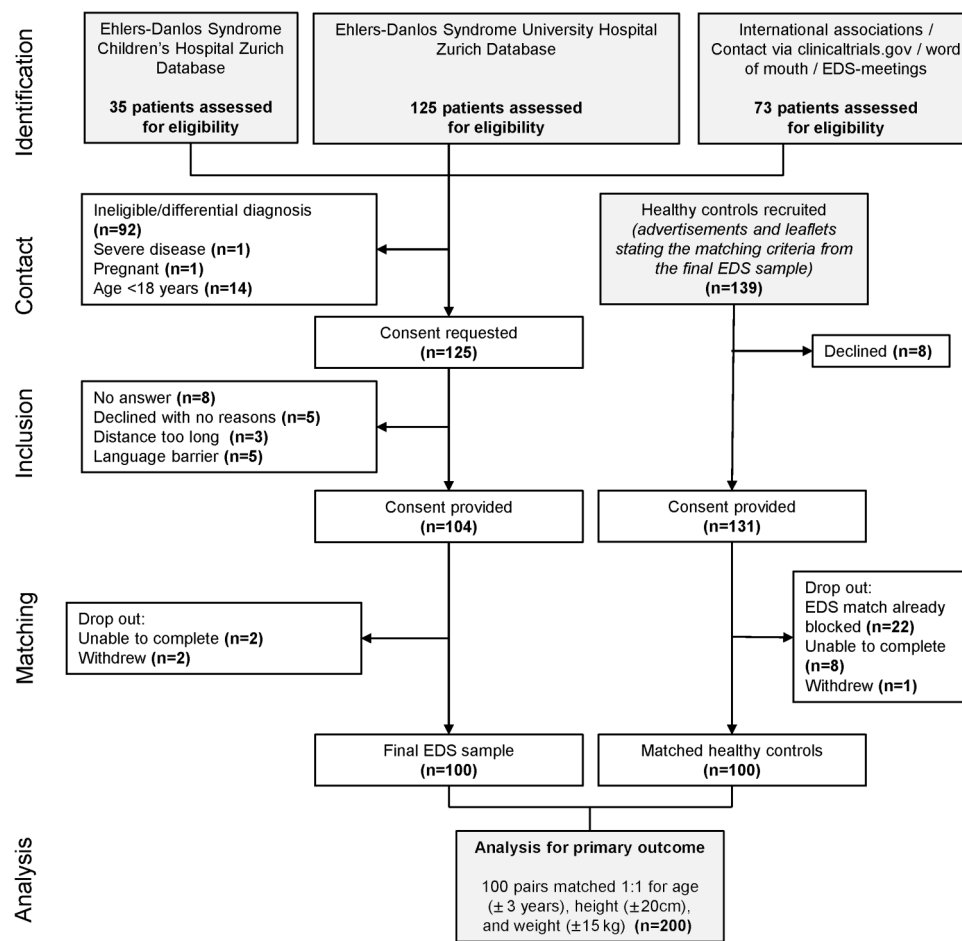 Identification
Ehlers-Danlos Syndrome
Children's Hospital Zurich
Database
35 patients assessed
for eligibility
Ehlers-Danlos Syndrome University Hospital
Zurich Database
125 patients assessed
for eligibility
International associations /
Contact via clinicaltrials.gov / word
of mouth / EDS-meetings
73 patients assessed
for eligibility
Contact
Ineligible/differential diagnosis
(n=92)
Severe disease (n=1)
Pregnant (n=1)
Age <18 years (n=14)
Healthy controls recruited
(advertisements and leaflets
stating the matching criteria from
the final EDS sample)
(n=139)
Consent requested
(n=125)
Declined (n=8)
Inclusion
No answer (n=8)
Declined with no reasons (n=5)
Distance too long (n=3)
Language barrier (n=5)
Consent provided
(n=104)
Consent provided
(n=131)
Matching
Drop out:
Unable to complete (n=2)
Withdrew (n=2)
Drop out:
EDS match already
blocked (n=22)
Unable to complete
(n=8)
Withdrew (n=1)
Final EDS sample
(n=100)
Matched healthy controls
(n=100)
Analysis
Analysis for primary outcome
100 pairs matched 1:1 for age
(± 3 years), height (±20cm),
and weight (±15 kg) (n=200)